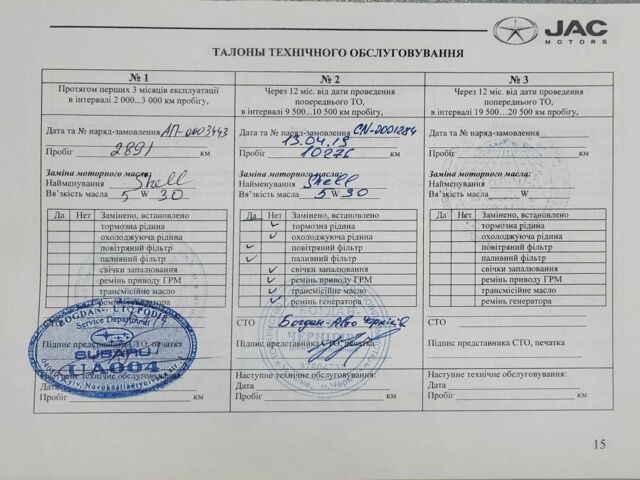 JAC
MOTORS
ТАЛОНЫ ТЕХНІЧНОГО ОБСЛУГОВУВАННЯ
№ 1
Протягом перших 3 місяців експлуатації
в інтервалі 2 000...3 000 км пробігу,
Дата та № наряд-замовлення АП-0003443
Пробіг 2891 км
Заміна моторного масла:
Найменування Shell
В'язкість масла 5 W 30
Да Нет Замінено, встановлено
тормозна рідина
охолоджуюча рідина
повітряний фільтр
паливний фільтр
свічки запалювання
ремінь приводу ГРМ
трансмісійне масло
ремінь генератора
Підпис представника СТО, печатка
BOGDAN-AUTO PODIL
Service Department
SUBARU
UA004
Наступне технічне обслуговування:
Дата
Пробіг км
№ 2
Через 12 міс. від дати проведення
попереднього ТО,
в інтервалі 9 500...10 500 км пробігу,
Дата та № наряд-замовлення CN-0001284
13.04.19
Пробіг 10276 км
Заміна моторного масла:
Найменування Shell
В'язкість масла 5 W 30
Да Нет Замінено, встановлено
тормозна рідина
охолоджуюча рідина
повітряний фільтр
паливний фільтр
свічки запалювання
ремінь приводу ГРМ
трансмісійне масло
ремінь генератора
СТО Богдан-Авто Чернігів
Підпис представника СТО, печатка
Наступне технічне обслуговування:
Дата
Пробіг км
№ 3
Через 12 міс. від дати проведення
попереднього ТО,
в інтервалі 19 500...20 500 км пробігу,
Дата та № наряд-замовлення
Пробіг км
Заміна моторного масла:
Найменування
В'язкість масла W
Да Нет Замінено, встановлено
тормозна рідина
охолоджуюча рідина
повітряний фільтр
паливний фільтр
свічки запалювання
ремінь приводу ГРМ
трансмісійне масло
ремінь генератора
СТО
Підпис представника СТО, печатка
Наступне технічне обслуговування:
Дата
Пробіг км
15